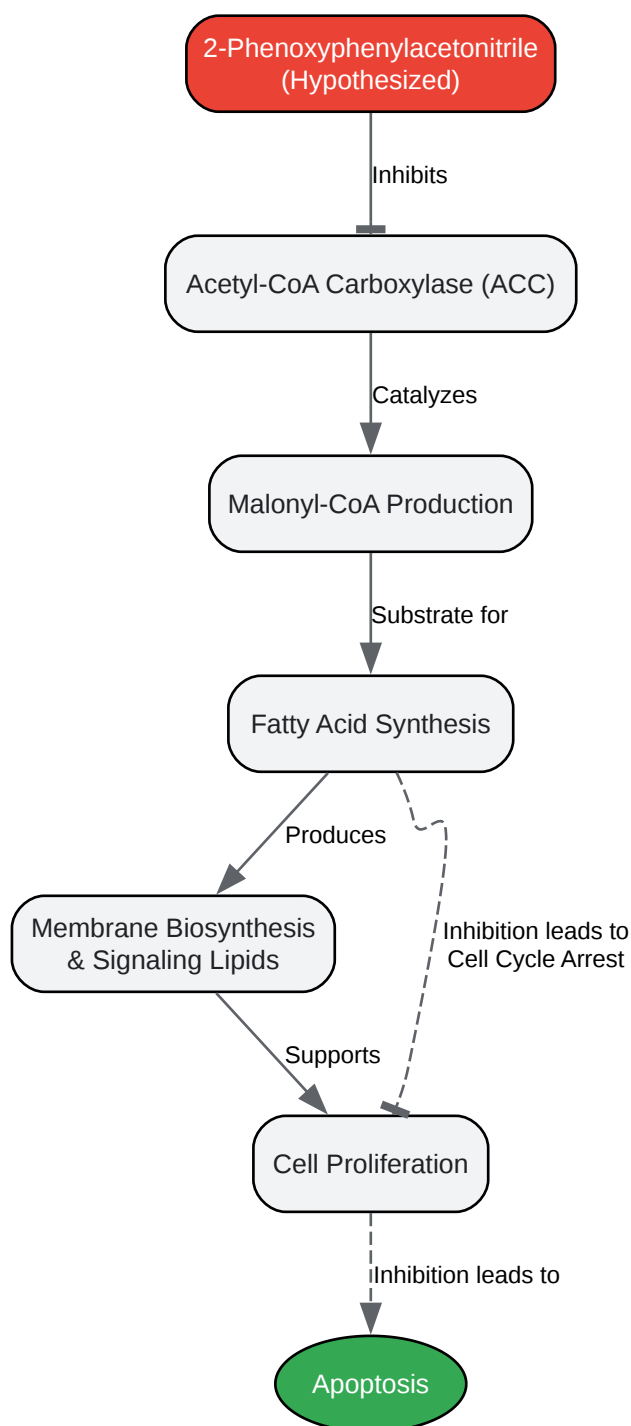 2-Phenoxyphenylacetonitrile
(Hypothesized)
Inhibits
Acetyl-CoA Carboxylase (ACC)
Catalyzes
Malonyl-CoA Production
Substrate for
Fatty Acid Synthesis
Produces
Membrane Biosynthesis
& Signaling Lipids
Inhibition leads to
Cell Cycle Arrest
Supports
Cell Proliferation
Inhibition leads to
Apoptosis